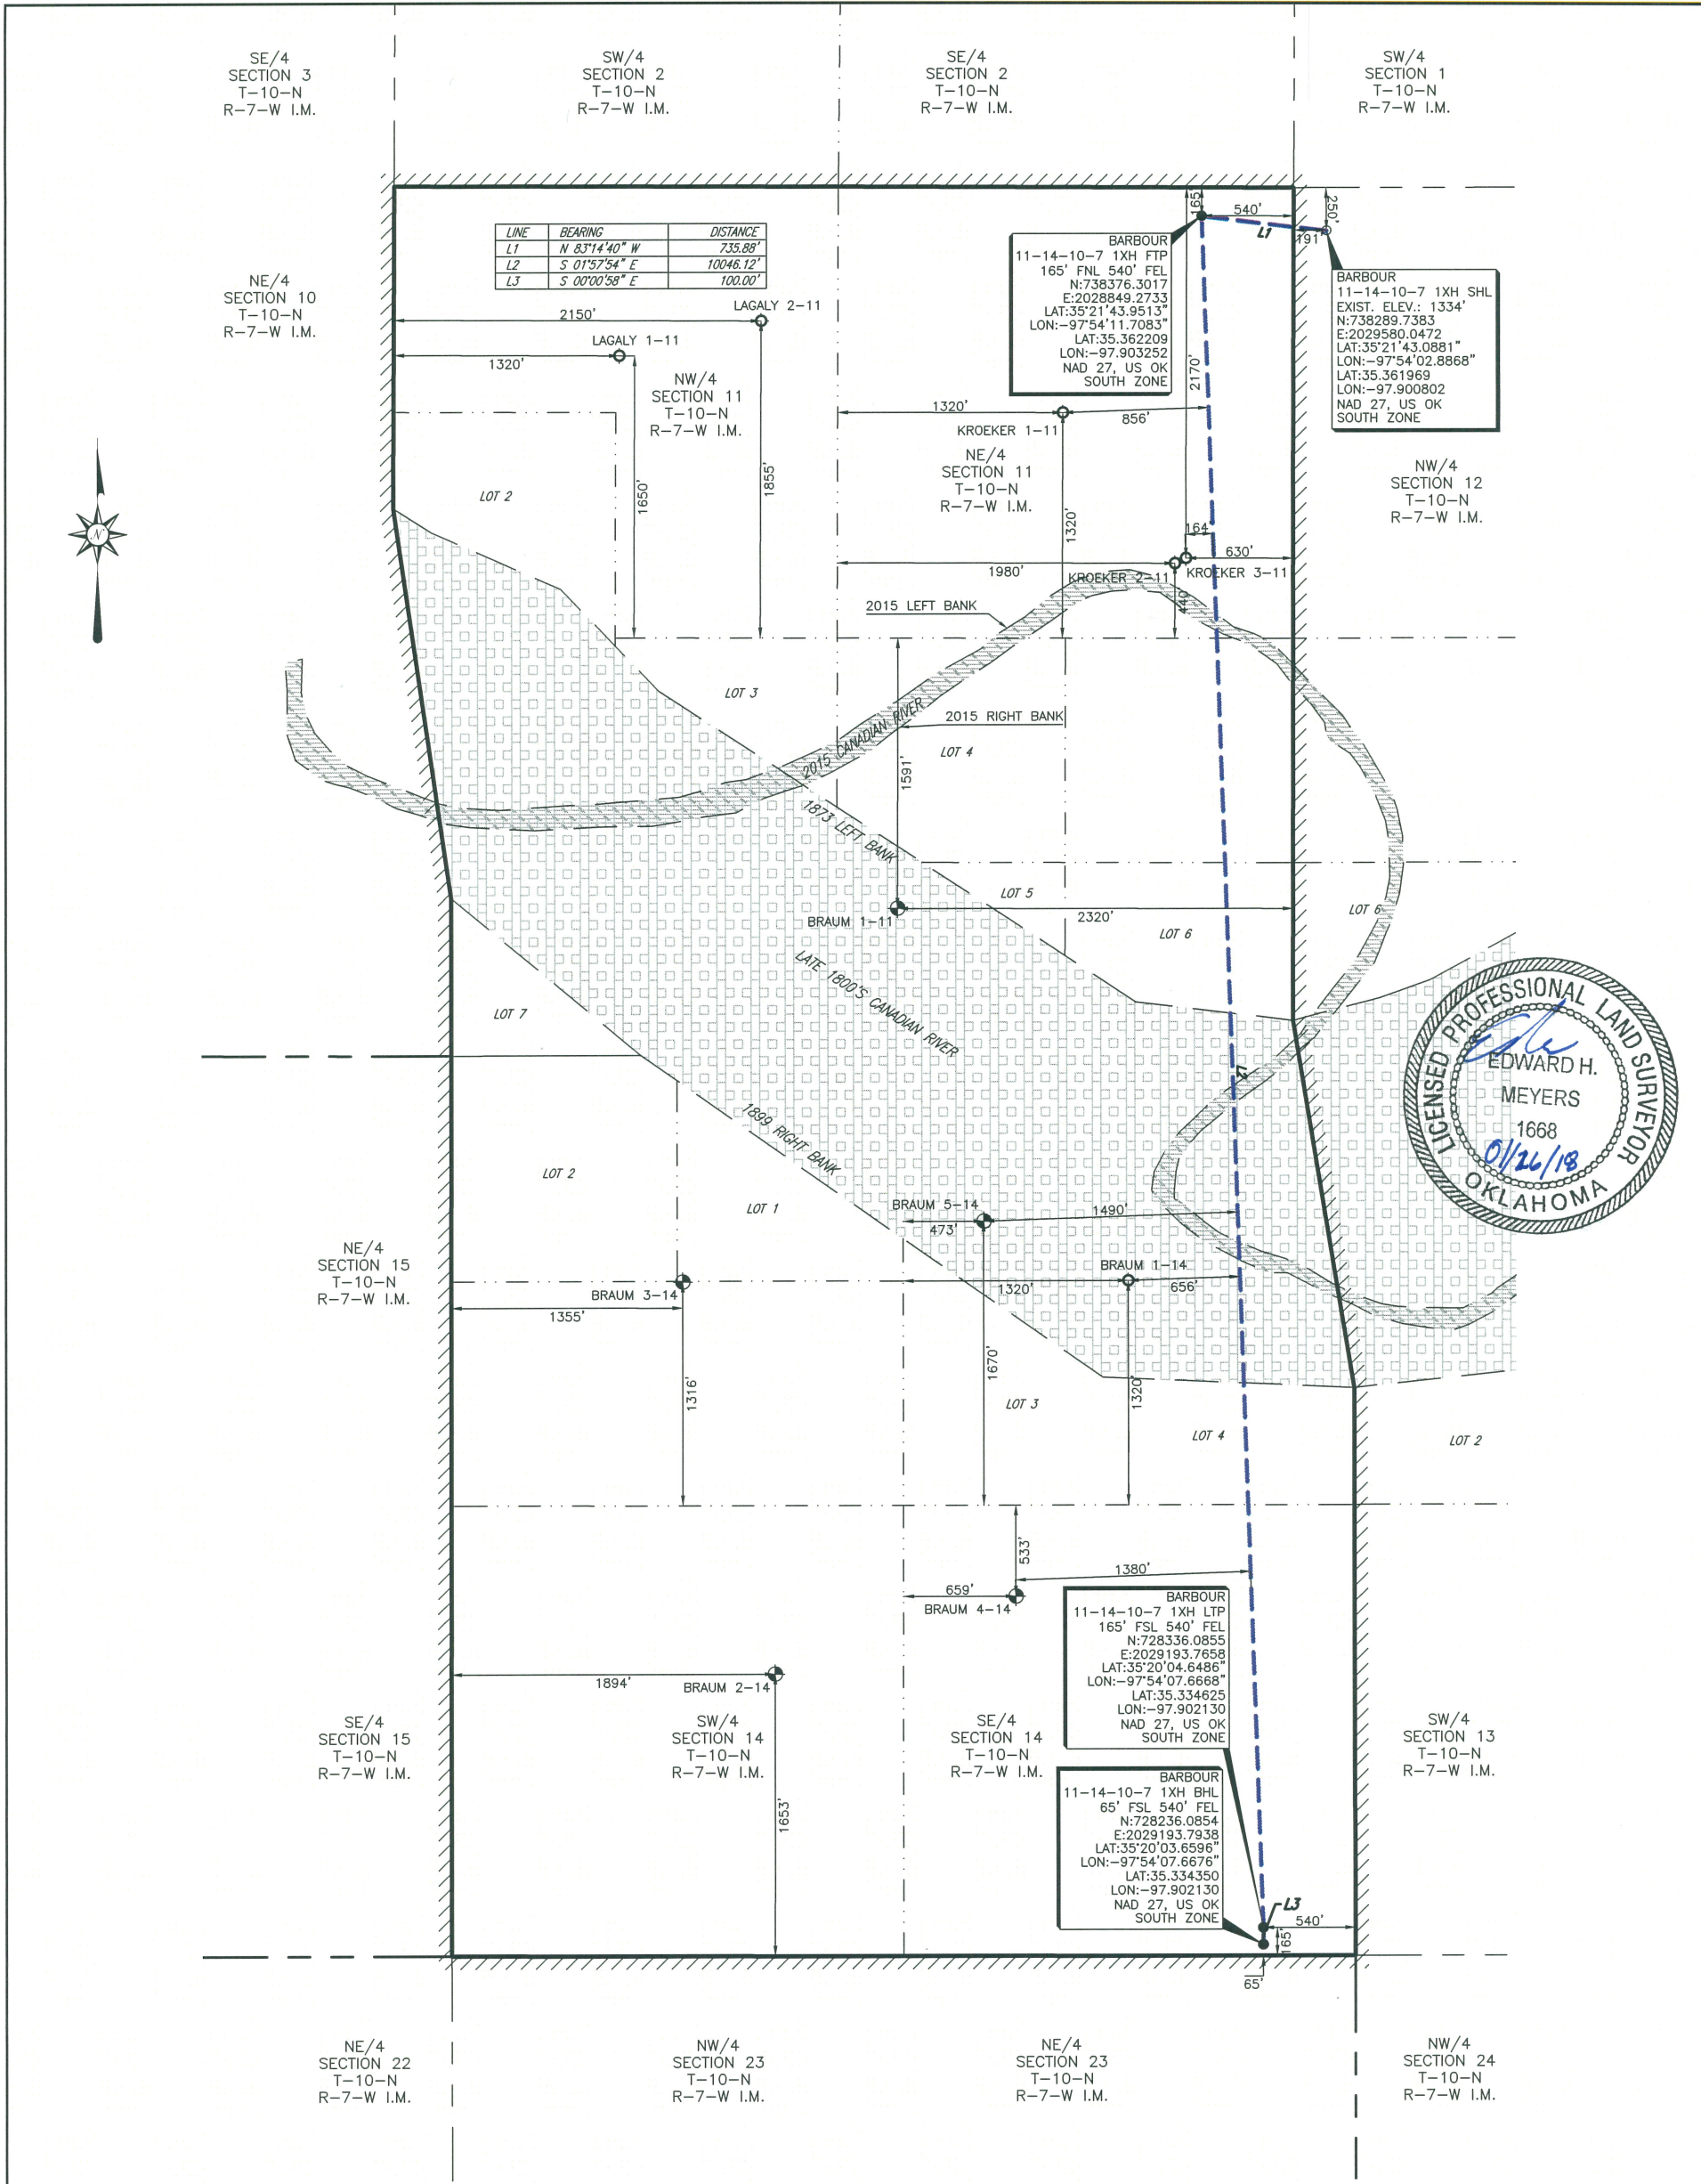 SE/4
SECTION 3
T-10-N
R-7-W I.M.
SW/4
SECTION 2
T-10-N
R-7-W I.M.
SE/4
SECTION 2
T-10-N
R-7-W I.M.
SW/4
SECTION 1
T-10-N
R-7-W I.M.
LINE BEARING DISTANCE
L1 N 83°14'40" W 735.88'
L2 S 01°57'54" E 10046.12'
L3 S 00°00'58" E 100.00'
165'
540'
L1
250'
191'
BARBOUR
11-14-10-7 1XH FTP
165' FNL 540' FEL
N:738376.3017
E:2028849.2733
LAT:35°21'43.9513"
LON:-97°54'11.7083"
LAT:35.362209
LON:-97.903252
NAD 27, US OK
SOUTH ZONE
BARBOUR
11-14-10-7 1XH SHL
EXIST. ELEV.: 1334'
N:738289.7383
E:2029580.0472
LAT:35°21'43.0881"
LON:-97°54'02.8868"
LAT:35.361969
LON:-97.900802
NAD 27, US OK
SOUTH ZONE
NE/4
SECTION 10
T-10-N
R-7-W I.M.
2150'
LAGALY 2-11
LAGALY 1-11
1320'
NW/4
SECTION 11
T-10-N
R-7-W I.M.
2170'
1320'
856'
KROEKER 1-11
NE/4
SECTION 11
T-10-N
R-7-W I.M.
NW/4
SECTION 12
T-10-N
R-7-W I.M.
LOT 2
1650'
1855'
1320'
164
630'
1980'
KROEKER 2-11
KROEKER 3-11
440'
N
2015 LEFT BANK
LOT 3
2015 RIGHT BANK
2015 CANADIAN RIVER
LOT 4
1591'
1873 LEFT BANK
LOT 5
2320'
BRAUM 1-11
LOT 6
LOT 6
LATE 1800'S CANADIAN RIVER
LOT 7
LICENSED PROFESSIONAL LAND SURVEYOR
EDWARD H.
MEYERS
1668
01/26/18
OKLAHOMA
1899 RIGHT BANK
LOT 2
LOT 1
BRAUM 5-14
473'
1490'
NE/4
SECTION 15
T-10-N
R-7-W I.M.
BRAUM 1-14
1320'
656'
BRAUM 3-14
1355'
1316'
1670'
1320'
LOT 3
LOT 4
LOT 2
533'
1380'
659'
BRAUM 4-14
BARBOUR
11-14-10-7 1XH LTP
165' FSL 540' FEL
N:728336.0855
E:2029193.7658
LAT:35°20'04.6486"
LON:-97°54'07.6668"
LAT:35.334625
LON:-97.902130
NAD 27, US OK
SOUTH ZONE
1894'
BRAUM 2-14
SE/4
SECTION 15
T-10-N
R-7-W I.M.
SW/4
SECTION 14
T-10-N
R-7-W I.M.
SE/4
SECTION 14
T-10-N
R-7-W I.M.
SW/4
SECTION 13
T-10-N
R-7-W I.M.
1653'
BARBOUR
11-14-10-7 1XH BHL
65' FSL 540' FEL
N:728236.0854
E:2029193.7938
LAT:35°20'03.6596"
LON:-97°54'07.6676"
LAT:35.334350
LON:-97.902130
NAD 27, US OK
SOUTH ZONE
L3
540'
165'
65'
NE/4
SECTION 22
T-10-N
R-7-W I.M.
NW/4
SECTION 23
T-10-N
R-7-W I.M.
NE/4
SECTION 23
T-10-N
R-7-W I.M.
NW/4
SECTION 24
T-10-N
R-7-W I.M.